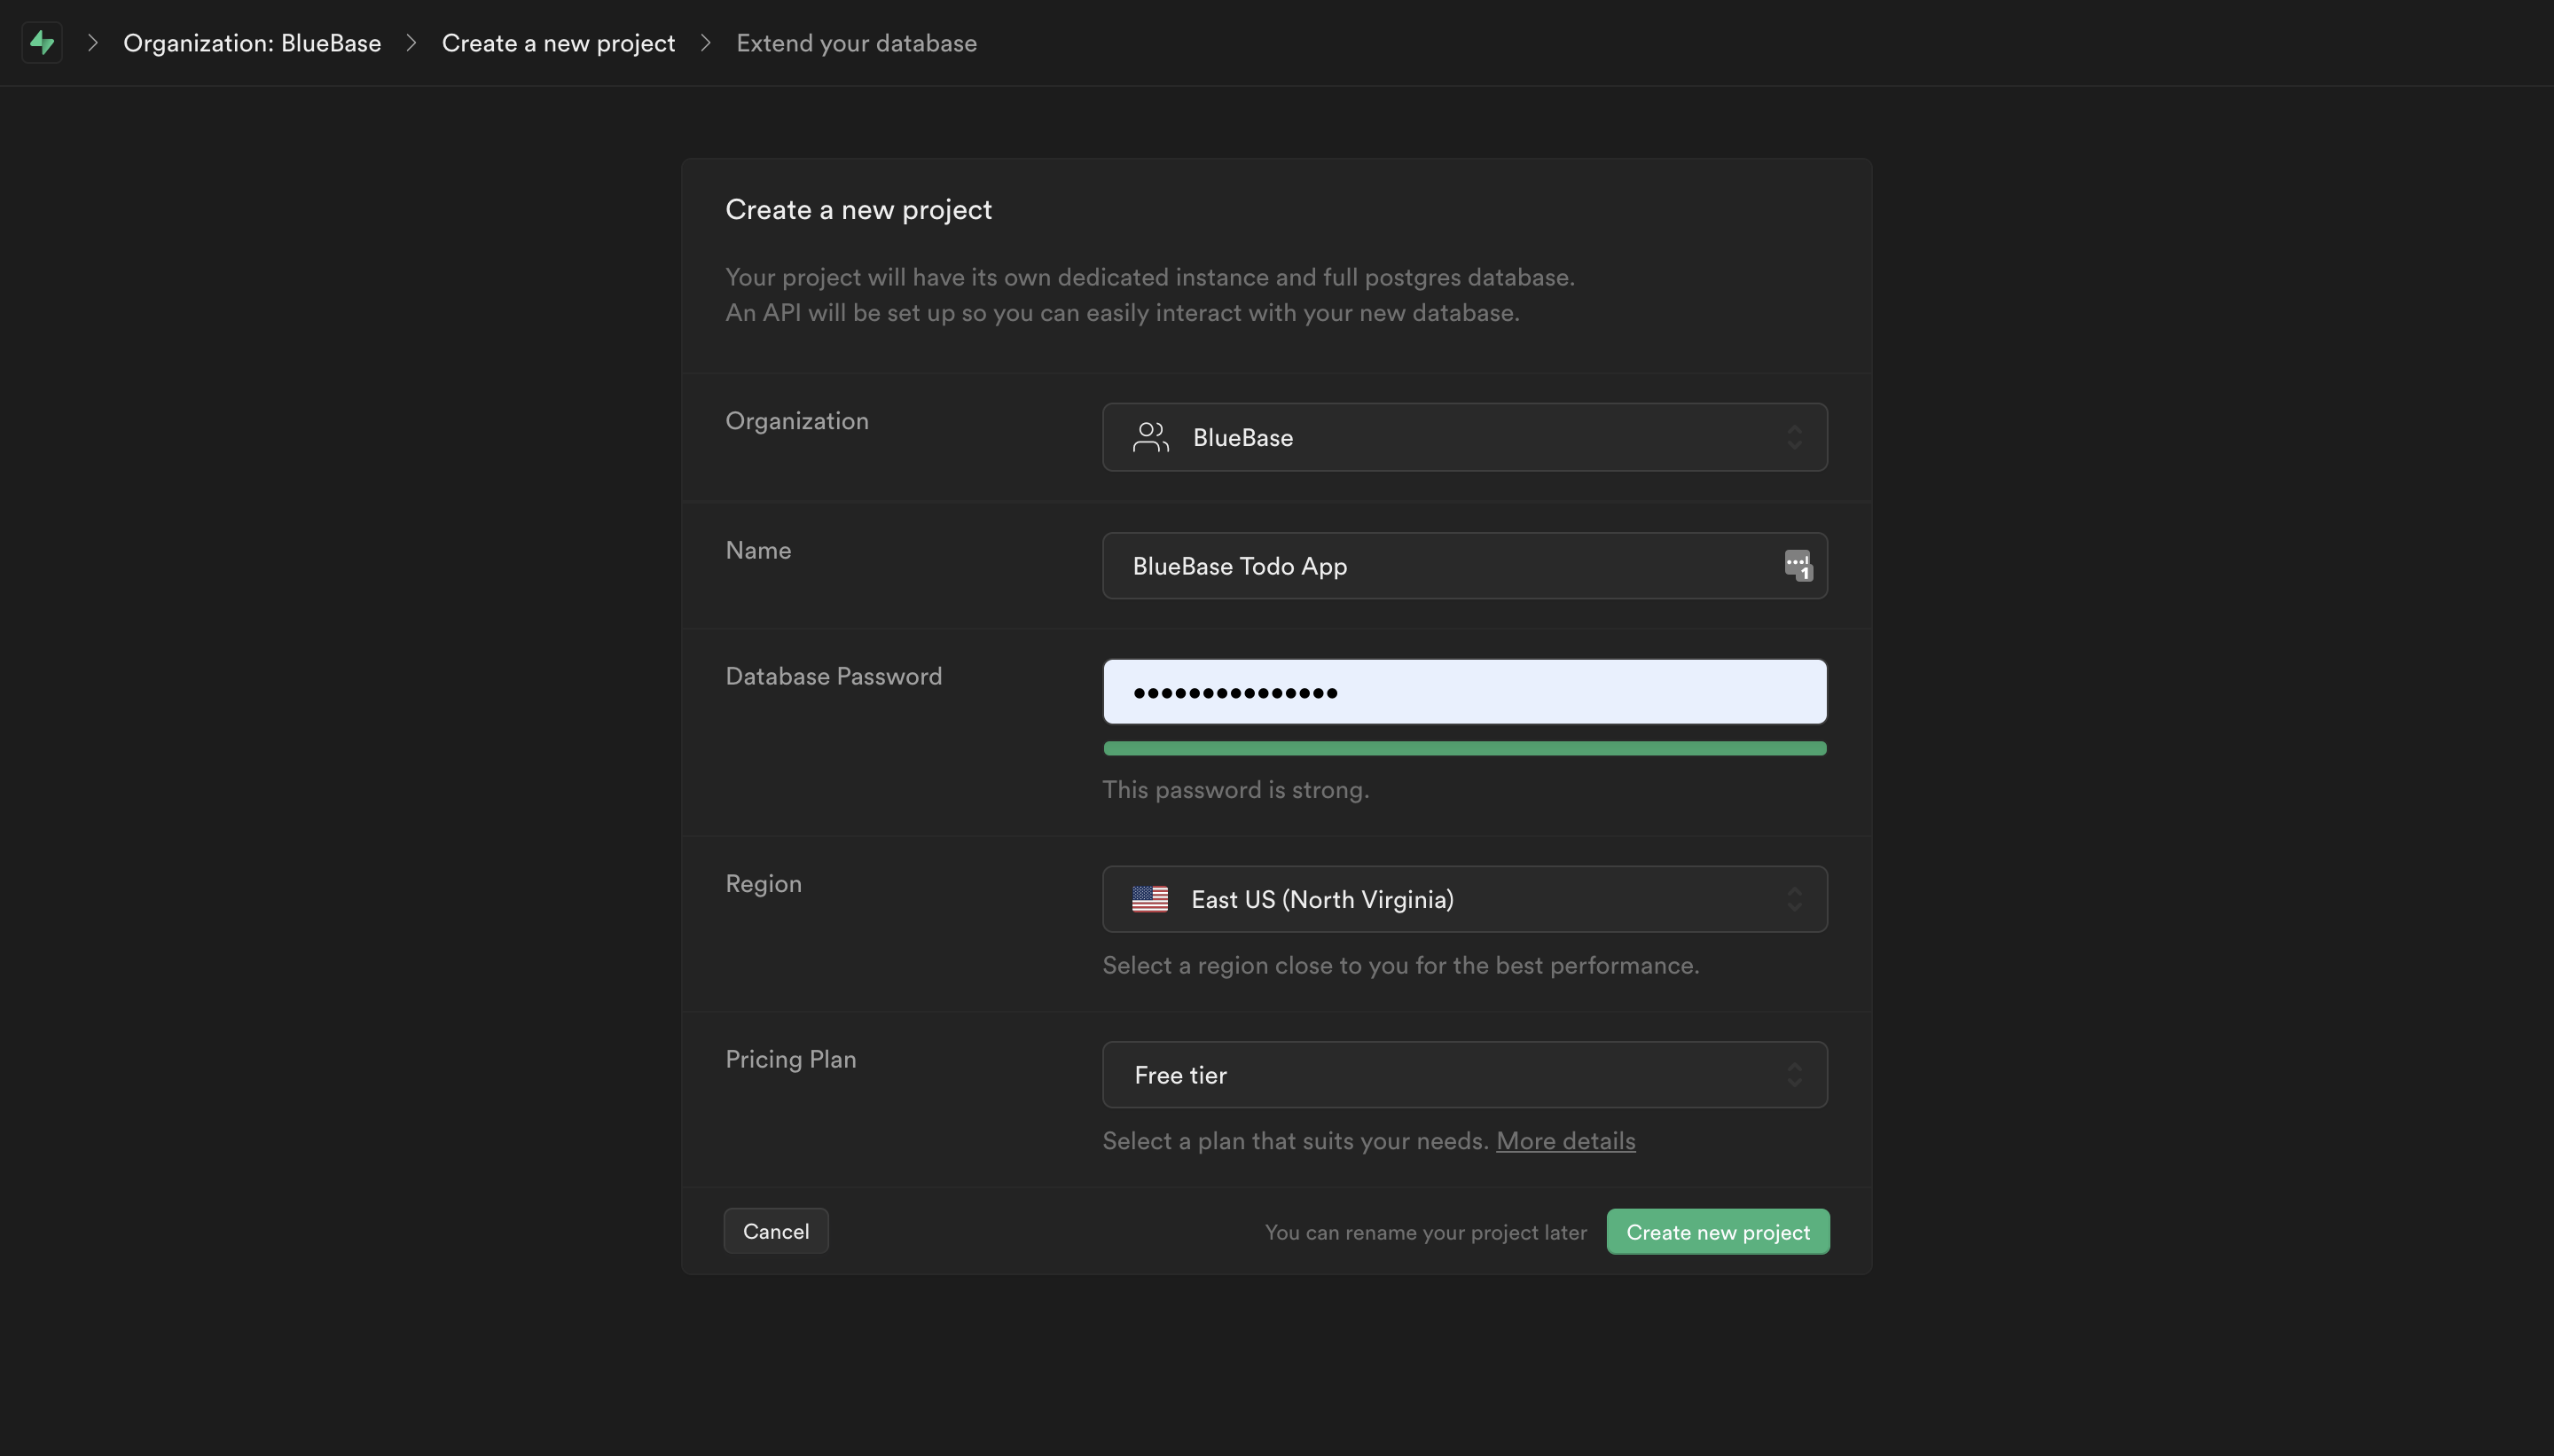 Organization: BlueBase > Create a new project > Extend your database
Create a new project
Your project will have its own dedicated instance and full postgres database.
An API will be set up so you can easily interact with your new database.
Organization
BlueBase
Name
BlueBase Todo App
1
Database Password
•••••••••••••••
This password is strong.
Region
East US (North Virginia)
Select a region close to you for the best performance.
Pricing Plan
Free tier
Select a plan that suits your needs. More details
Cancel
You can rename your project later
Create new project